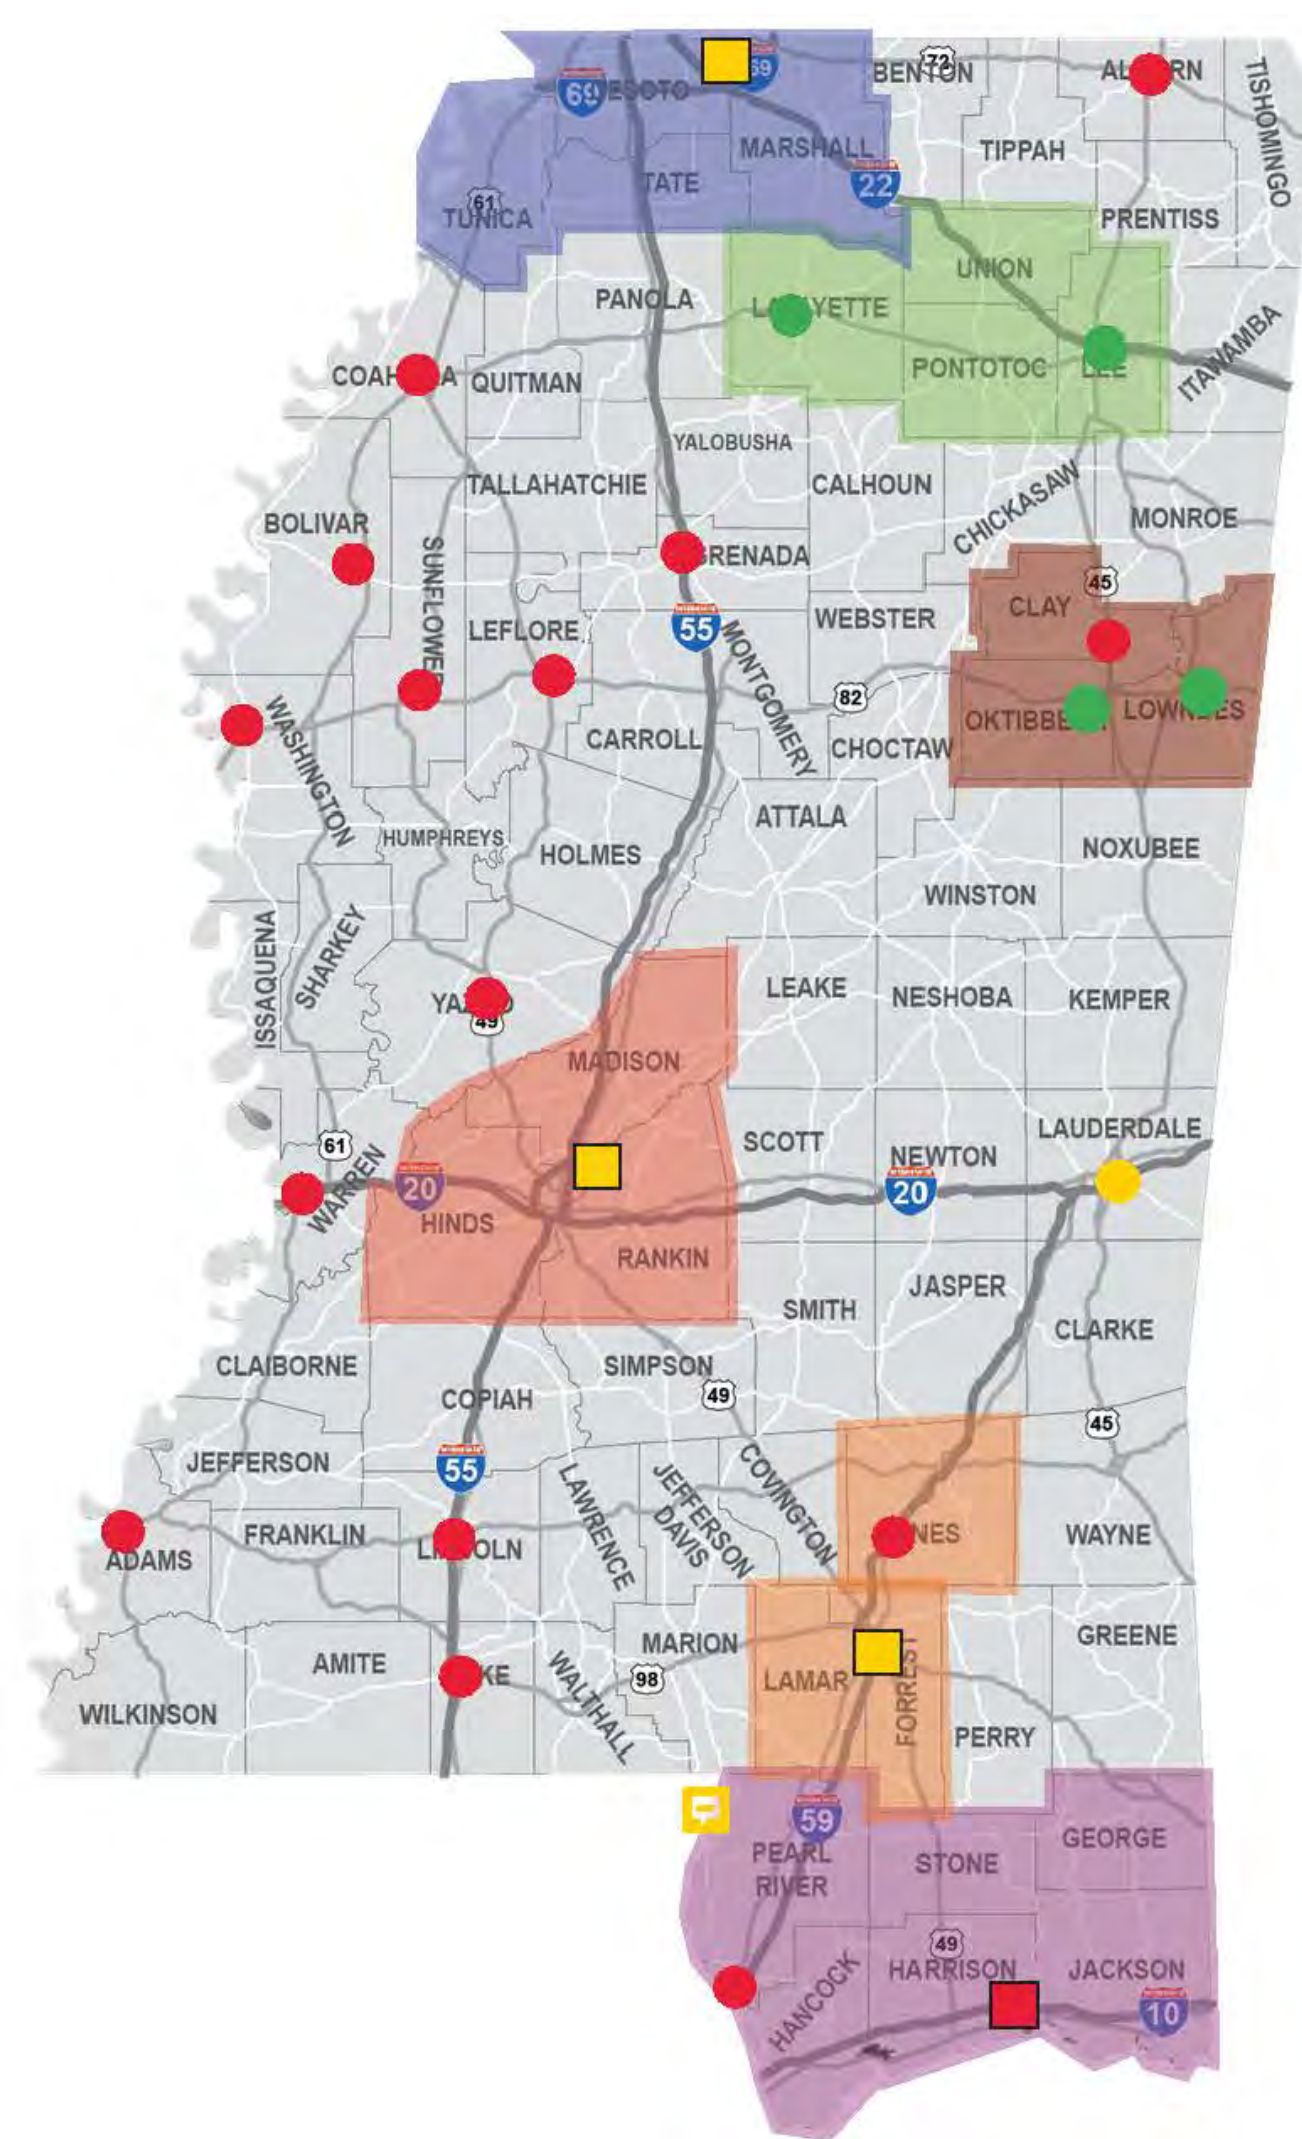 69
72
BENTON
TISHOMINGO
MARSHALL
TIPPAH
TATE
22
61
TUNICA
PRENTISS
UNION
PANOLA
ITAWAMBA
PONTOTOC
LEE
QUITMAN
YALOBUSHA
TALLAHATCHIE
CALHOUN
CHICKASAW
MONROE
BOLIVAR
SUNFLOWER
GRENADA
45
CLAY
WEBSTER
LEFLORE
55
MONTGOMERY
82
WASHINGTON
LOWNDES
CARROLL
CHOCTAW
ATTALA
HUMPHREYS
HOLMES
NOXUBEE
WINSTON
ISSAQUENA
SHARKEY
LEAKE
NESHOBA
KEMPER
49
MADISON
61
WARREN
SCOTT
LAUDERDALE
NEWTON
20
20
HINDS
RANKIN
JASPER
SMITH
CLARKE
CLAIBORNE
SIMPSON
49
COPIAH
45
JEFFERSON
55
LAWRENCE
JEFFERSON
DAVIS
COVINGTON
FRANKLIN
WAYNE
ADAMS
MARION
GREENE
AMITE
WALTHALL
98
LAMAR
FORREST
WILKINSON
PERRY
59
GEORGE
PEARL
RIVER
STONE
49
HANCOCK
HARRISON
JACKSON
10